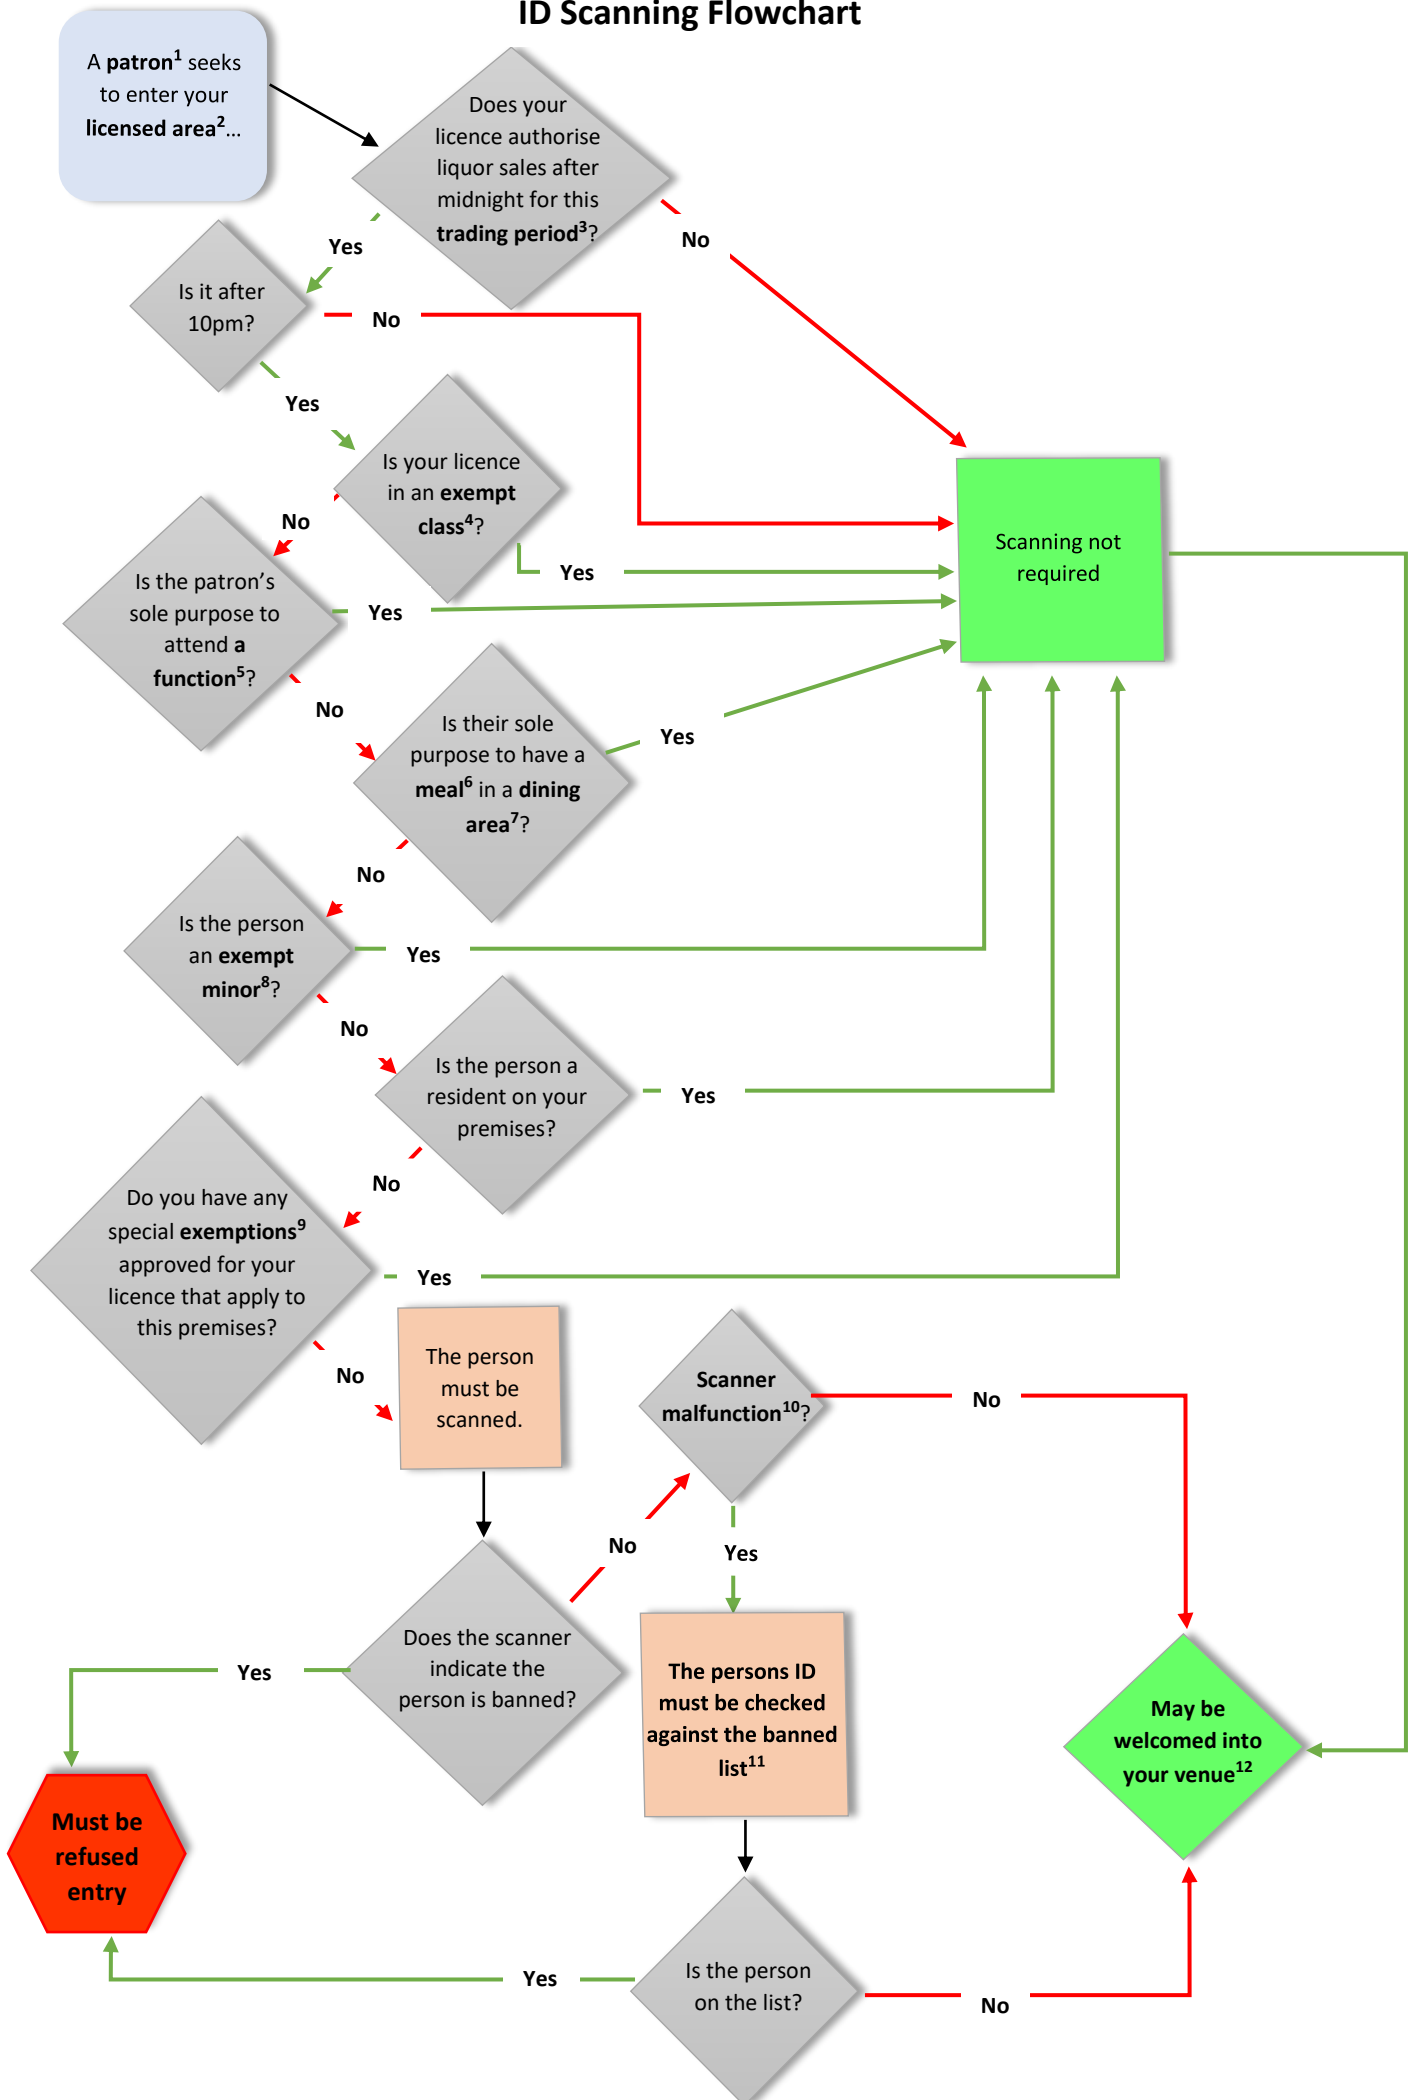 ID Scanning Flowchart
A patron1 seeks
to enter your
licensed area2...
Does your
licence authorise
liquor sales after
midnight for this
trading period3?
Yes
No
Is it after
10pm?
No
Yes
Is your licence
in an exempt
class4?
No
Yes
Scanning not
required
Is the patron's
sole purpose to
attend a
function5?
Yes
No
Is their sole
purpose to have a
meal6 in a dining
area7?
Yes
No
Is the person
an exempt
minor8?
Yes
No
Is the person a
resident on your
premises?
Yes
No
Do you have any
special exemptions9
approved for your
licence that apply to
this premises?
Yes
No
The person
must be
scanned.
Scanner
malfunction10?
No
No
Yes
Does the scanner
indicate the
person is banned?
Yes
The persons ID
must be checked
against the banned
list11
May be
welcomed into
your venue12
Must be
refused
entry
Is the person
on the list?
Yes
No